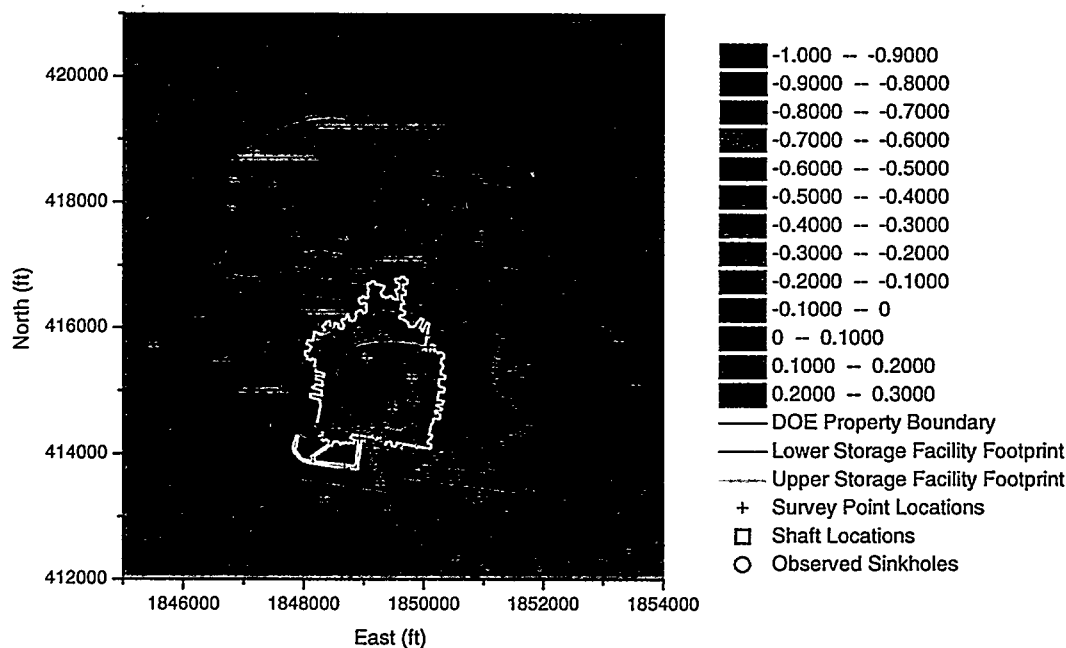 420000
418000
416000
414000
412000
North (ft)
1846000 1848000 1850000 1852000 1854000
East (ft)
-1.000 -- -0.9000
-0.9000 -- -0.8000
-0.8000 -- -0.7000
-0.7000 -- -0.6000
-0.6000 -- -0.5000
-0.5000 -- -0.4000
-0.4000 -- -0.3000
-0.3000 -- -0.2000
-0.2000 -- -0.1000
-0.1000 -- 0
0 -- 0.1000
0.1000 -- 0.2000
0.2000 -- 0.3000
DOE Property Boundary
Lower Storage Facility Footprint
Upper Storage Facility Footprint
Survey Point Locations
Shaft Locations
Observed Sinkholes